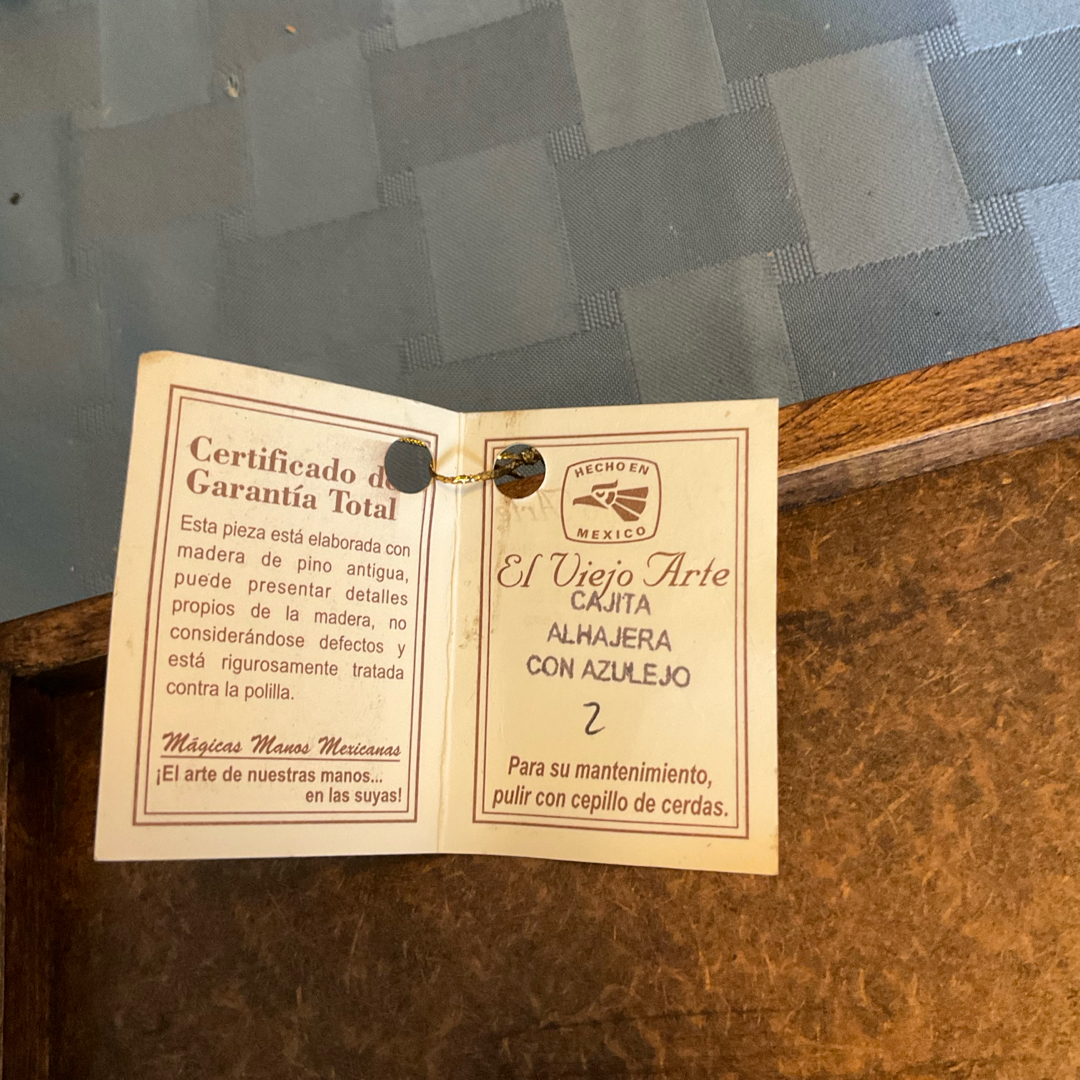 Certificado de
Garantía Total
Esta pieza está elaborada con
madera de pino antigua,
puede presentar detalles
propios de la madera, no
considerándose defectos y
está rigurosamente tratada
contra la polilla.
Mágicas Manos Mexicanas
¡El arte de nuestras manos...
en las suyas!
HECHO EN
MEXICO
El Viejo Arte
CAJITA
ALHAJERA
CON AZULEJO
2
Para su mantenimiento,
pulir con cepillo de cerdas.